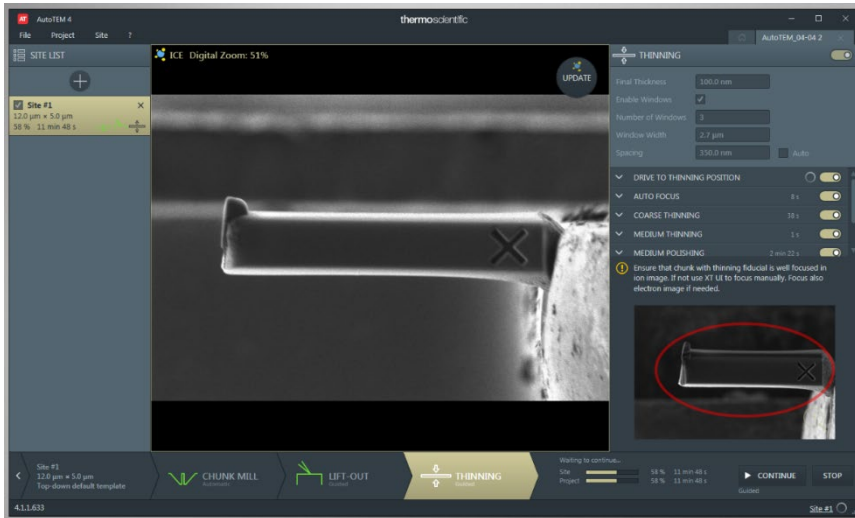 AT AutoTEM 4
thermoscientific
File Project Site ?
AutoTEM_04-04 2
SITE LIST
Site #1
12.0 µm × 5.0 µm
58 % 11 min 48 s
ICE Digital Zoom: 51%
UPDATE
THINNING
Final Thickness 100.0 nm
Enable Windows
Number of Windows 3
Window Width 2.7 µm
Spacing 350.0 nm Auto
DRIVE TO THINNING POSITION
AUTO FOCUS 8 s
COARSE THINNING 38 s
MEDIUM THINNING 1 s
MEDIUM POLISHING 2 min 22 s
Ensure that chunk with thinning fiducial is well focused in
ion image. If not use XT UI to focus manually. Focus also
electron image if needed.
Site #1
12.0 µm × 5.0 µm
Top-down default template
CHUNK MILL
Automatic
LIFT-OUT
Guided
THINNING
Guided
Waiting to continue...
Site 58 % 11 min 48 s
Project 58 % 11 min 48 s
CONTINUE
Guided
STOP
4.1.1.633
Site #1